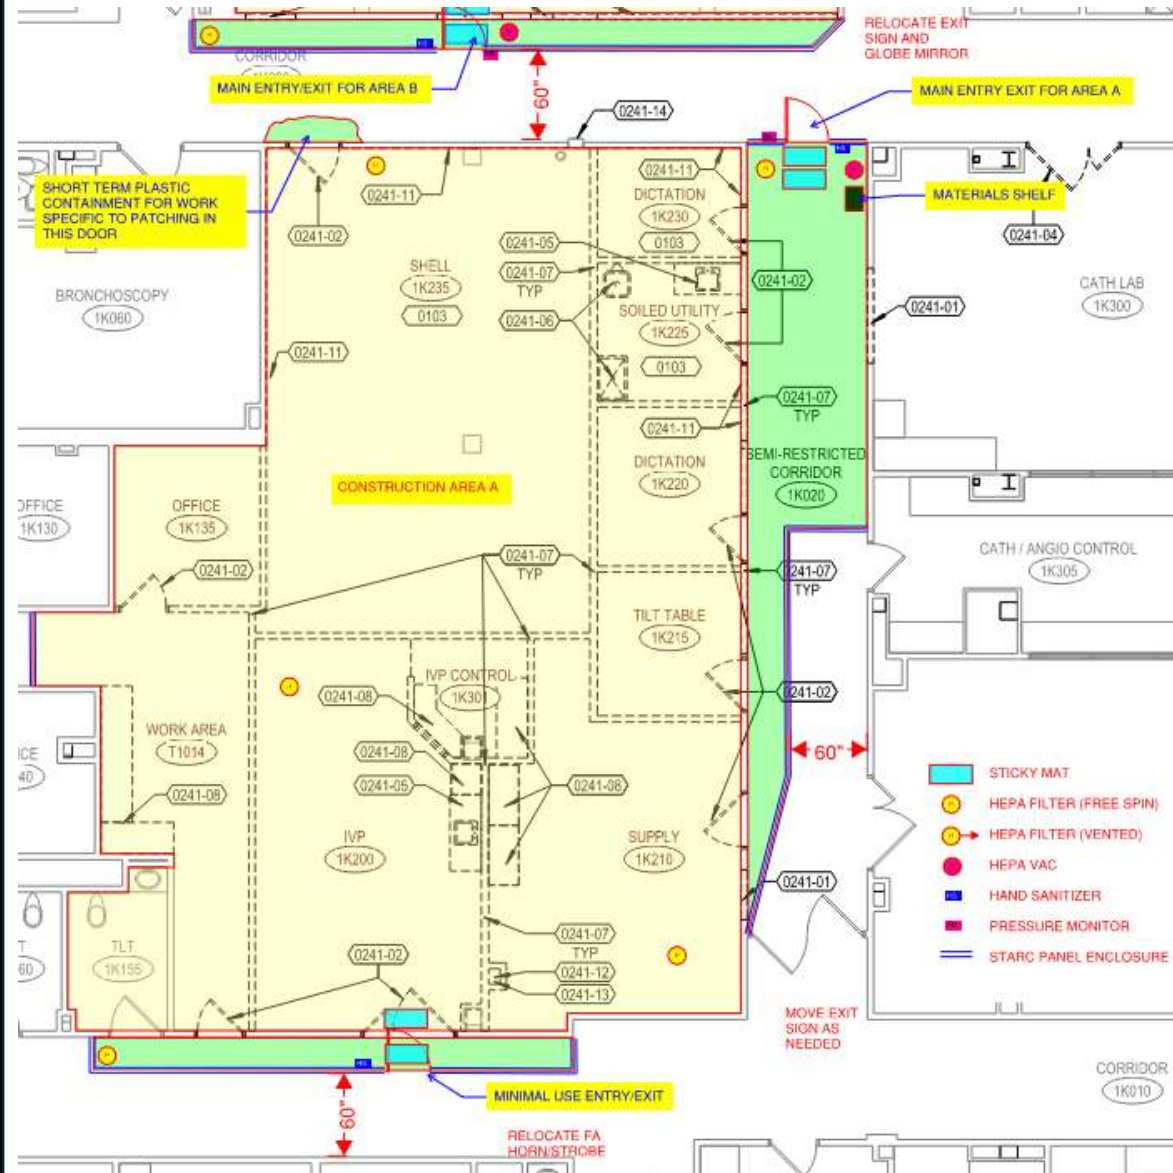 RELOCATE EXIT
SIGN AND
GLOBE MIRROR
CORRIDOR
MAIN ENTRY/EXIT FOR AREA B
60"
0241-14
MAIN ENTRY EXIT FOR AREA A
SHORT TERM PLASTIC
CONTAINMENT FOR WORK
SPECIFIC TO PATCHING IN
THIS DOOR
0241-11
0241-02
0241-11
DICTATION
1K230
0103
MATERIALS SHELF
0241-04
0241-05
0241-07
TYP
0241-06
SHELL
1K235
0103
0241-02
SOILED UTILITY
1K225
0103
BRONCHOSCOPY
1K060
CATH LAB
1K300
0241-01
0241-11
0241-07
TYP
0241-11
DICTATION
1K220
SEMI-RESTRICTED
CORRIDOR
1K020
CONSTRUCTION AREA A
OFFICE
1K130
OFFICE
1K135
0241-02
0241-07
TYP
0241-07
TYP
CATH / ANGIO CONTROL
1K305
TILT TABLE
1K215
IVP CONTROL
1K301
0241-08
0241-02
WORK AREA
T1014
0241-08
0241-05
0241-08
0241-08
60"
ICE
40
IVP
1K200
SUPPLY
1K210
STICKY MAT
HEPA FILTER (FREE SPIN)
HEPA FILTER (VENTED)
HEPA VAC
HS HAND SANITIZER
PM PRESSURE MONITOR
STARC PANEL ENCLOSURE
0241-01
0241-07
TYP
0241-02
0241-12
0241-13
T
60
TLT
1K155
MOVE EXIT
SIGN AS
NEEDED
CORRIDOR
1K010
MINIMAL USE ENTRY/EXIT
60"
RELOCATE FA
HORN/STROBE